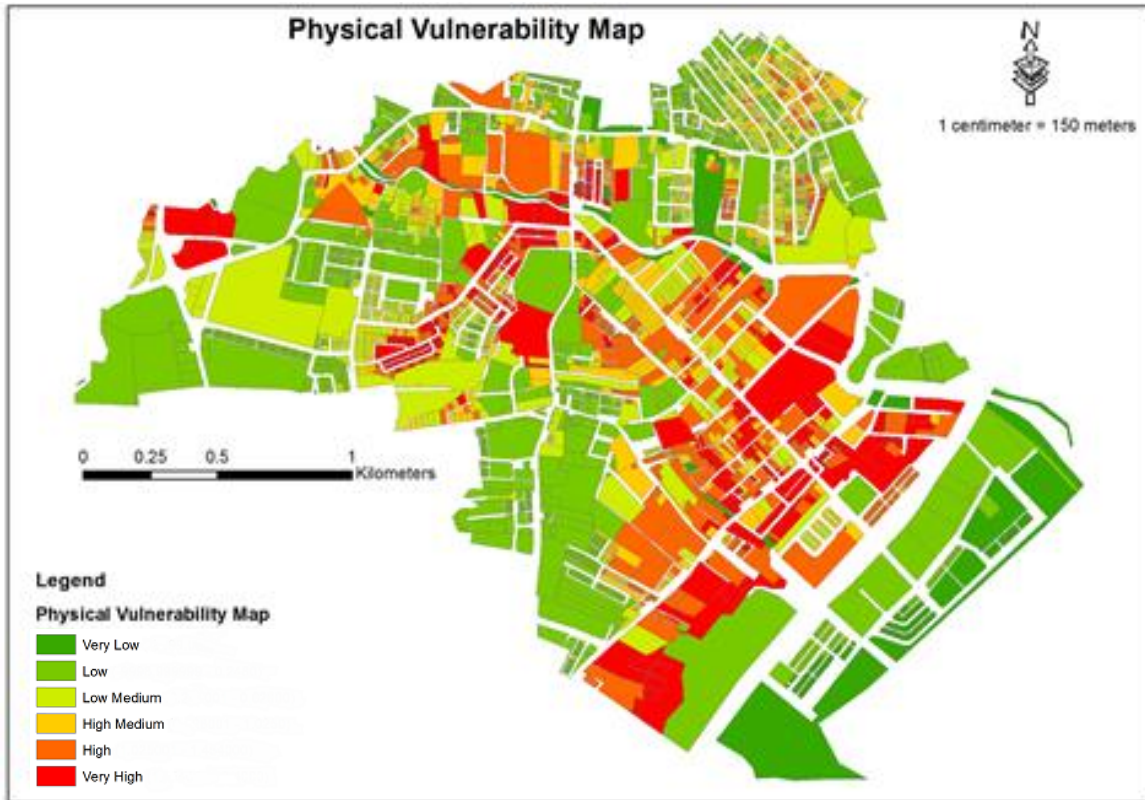 Physical Vulnerability Map
N
1 centimeter = 150 meters
0 0.25 0.5 1
Kilometers
Legend
Physical Vulnerability Map
Very Low
Low
Low Medium
High Medium
High
Very High